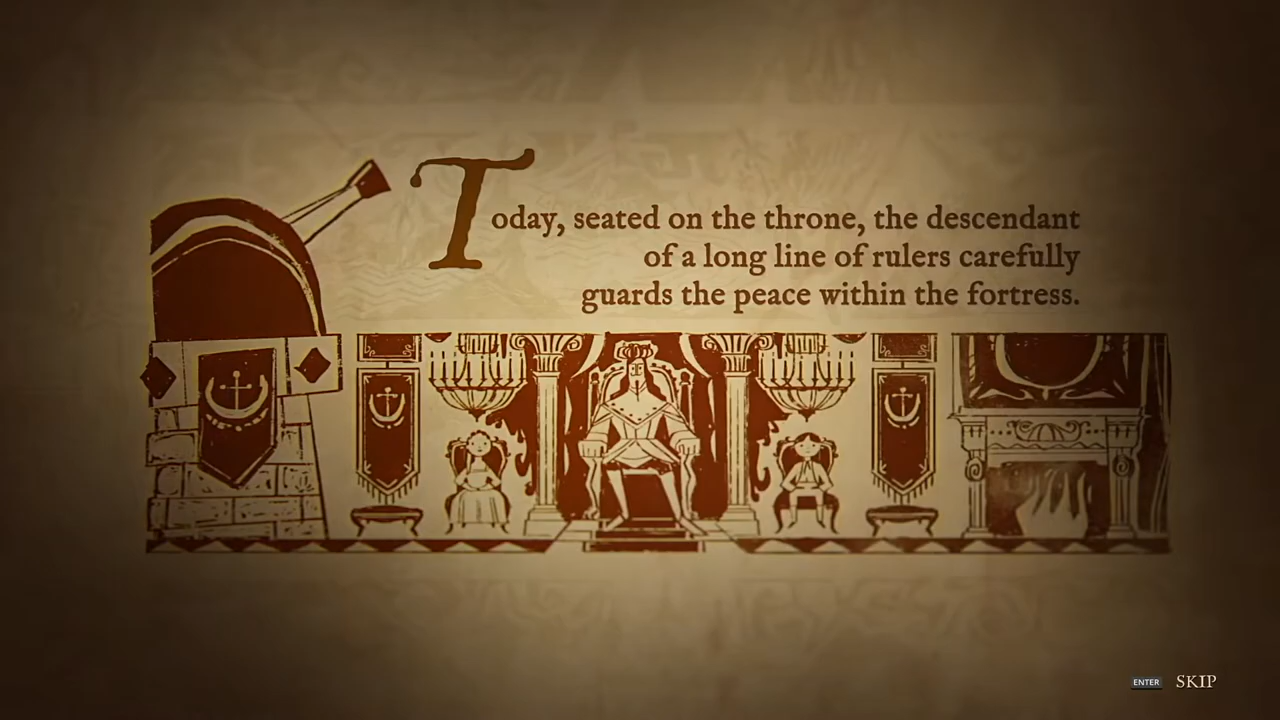 Today, seated on the throne, the descendant
of a long line of rulers carefully
guards the peace within the fortress.
ENTER SKIP